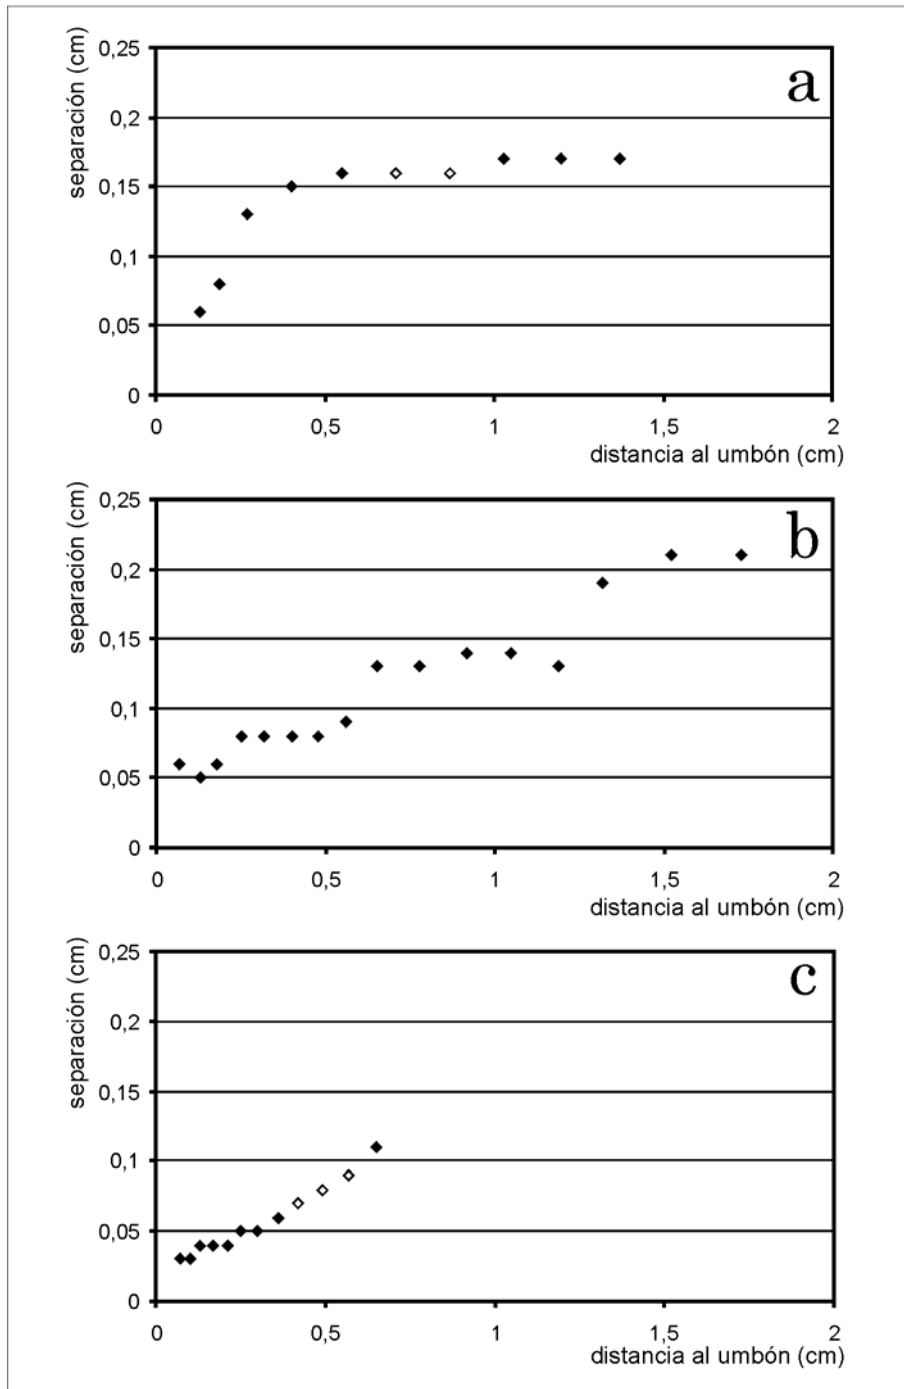 a
separación (cm)
0,25
0,2
0,15
0,1
0,05
0
0 0,5 1 1,5 2
distancia al umbón (cm)
b
separación (cm)
0,25
0,2
0,15
0,1
0,05
0
0 0,5 1 1,5 2
distancia al umbón (cm)
c
separación (cm)
0,25
0,2
0,15
0,1
0,05
0
0 0,5 1 1,5 2
distancia al umbón (cm)